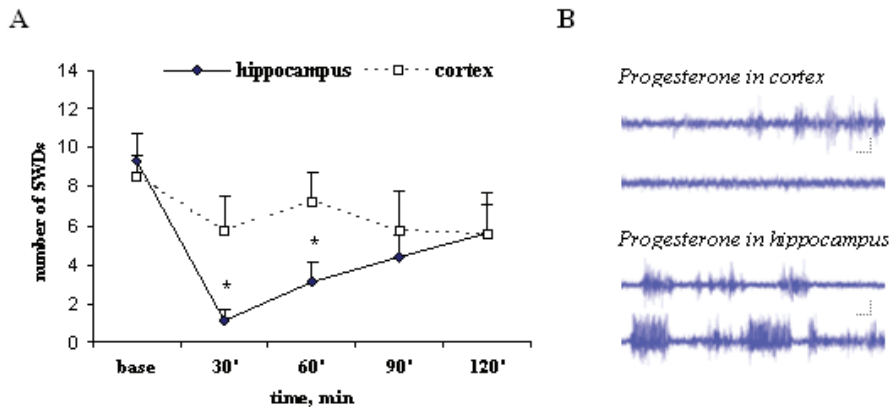 A
B
hippocampus
cortex
14
12
10
8
6
4
2
0
number of SWDs
*
*
base
30'
60'
90'
120'
time, min
Progesterone in cortex
Progesterone in hippocampus